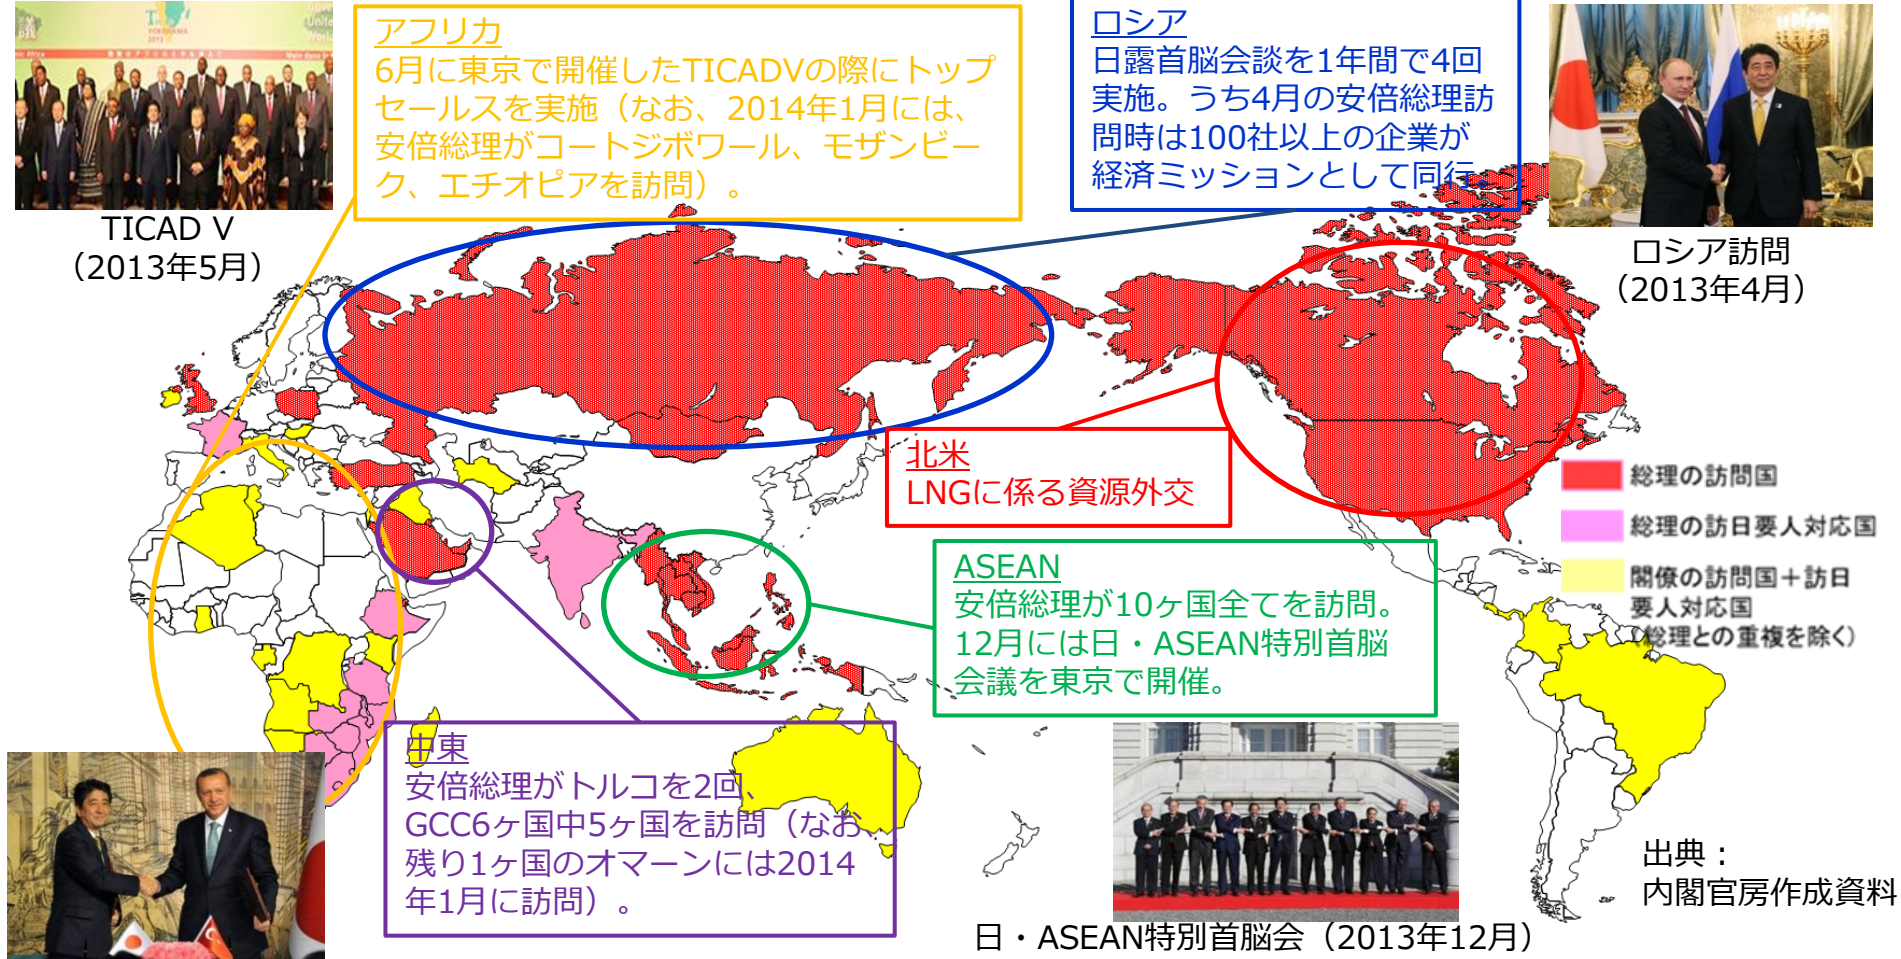 アフリカ
6月に東京で開催したTICADVの際にトップ
セールスを実施（なお、2014年1月には、
安倍総理がコートジボワール、モザンビー
ク、エチオピアを訪問）。
ロシア
日露首脳会談を1年間で4回
実施。うち4月の安倍総理訪
問時は100社以上の企業が
経済ミッションとして同行。
TICAD V
（2013年5月）
ロシア訪問
（2013年4月）
北米
LNGに係る資源外交
総理の訪問国
総理の訪日要人対応国
閣僚の訪問国＋訪日
要人対応国
（総理との重複を除く）
ASEAN
安倍総理が10ヶ国全てを訪問。
12月には日・ASEAN特別首脳
会議を東京で開催。
中東
安倍総理がトルコを2回、
GCC6ヶ国中5ヶ国を訪問（なお、
残り1ヶ国のオマーンには2014
年1月に訪問）。
日・ASEAN特別首脳会（2013年12月）
出典：
内閣官房作成資料